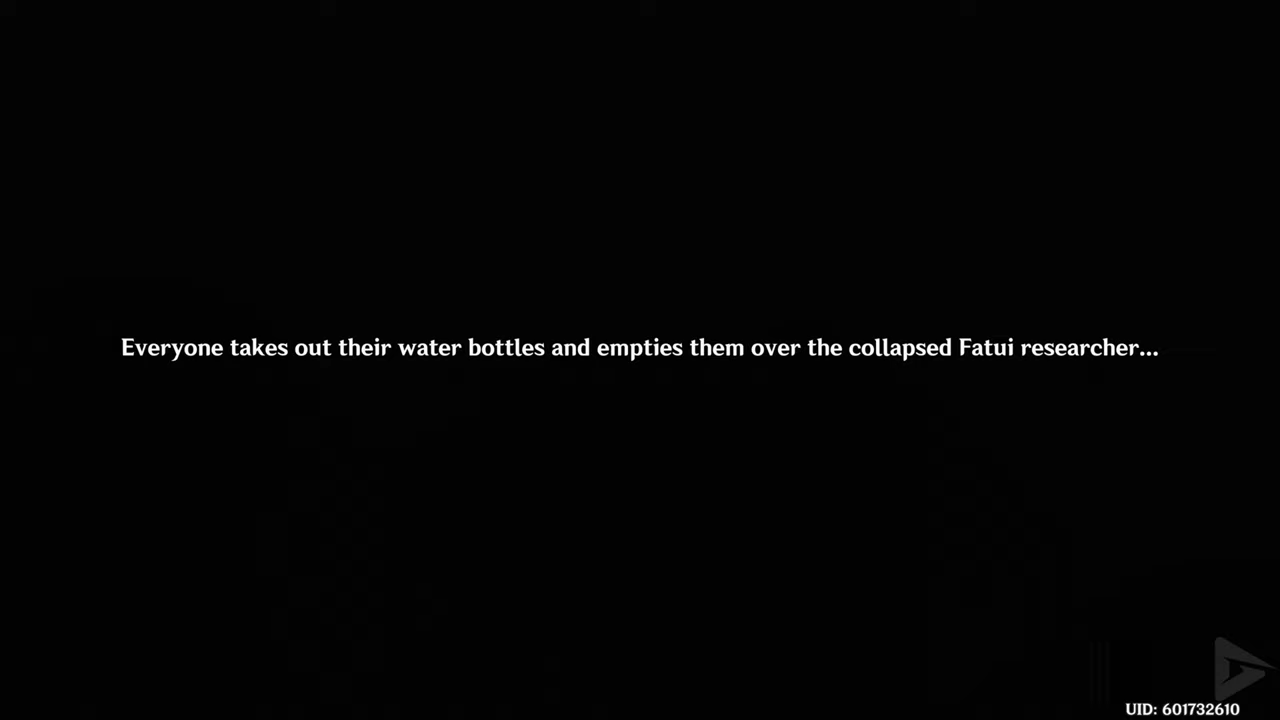 Everyone takes out their water bottles and empties them over the collapsed Fatui researcher...
UID: 601732610